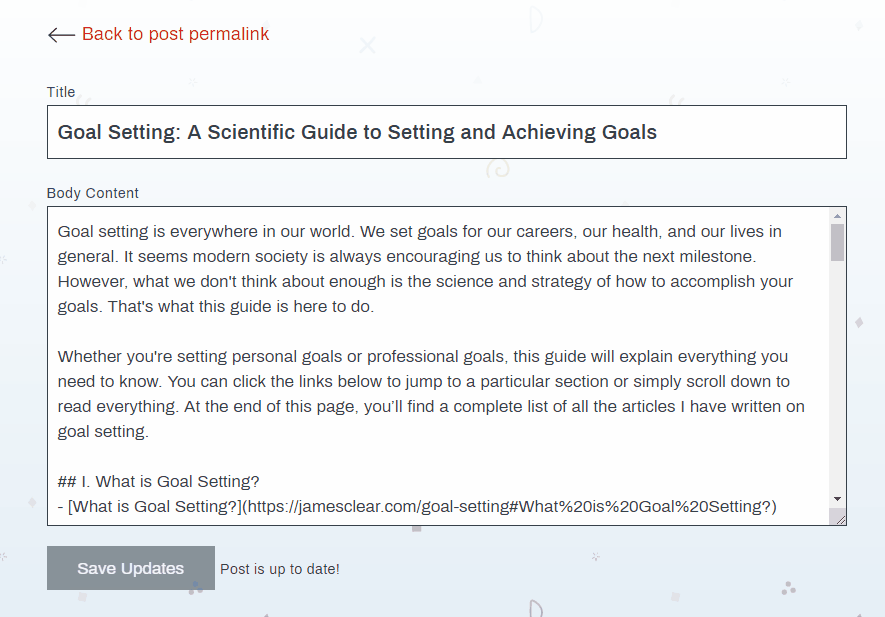 Back to post permalink
Title
Goal Setting: A Scientific Guide to Setting and Achieving Goals
Body Content
Goal setting is everywhere in our world. We set goals for our careers, our health, and our lives in
general. It seems modern society is always encouraging us to think about the next milestone.
However, what we don't think about enough is the science and strategy of how to accomplish your
goals. That's what this guide is here to do.
Whether you're setting personal goals or professional goals, this guide will explain everything you
need to know. You can click the links below to jump to a particular section or simply scroll down to
read everything. At the end of this page, you’ll find a complete list of all the articles I have written on
goal setting.
## I. What is Goal Setting?
- [What is Goal Setting?](https://jamesclear.com/goal-setting#What%20is%20Goal%20Setting?)
Save Updates Post is up to date!